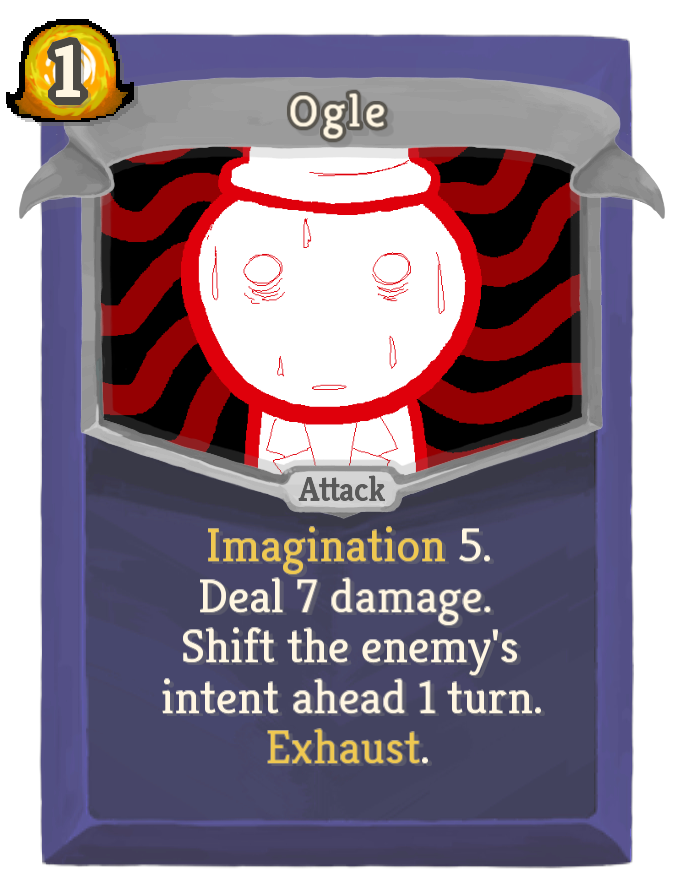 1
Ogle
Attack
Imagination 5.
Deal 7 damage.
Shift the enemy's
intent ahead 1 turn.
Exhaust.